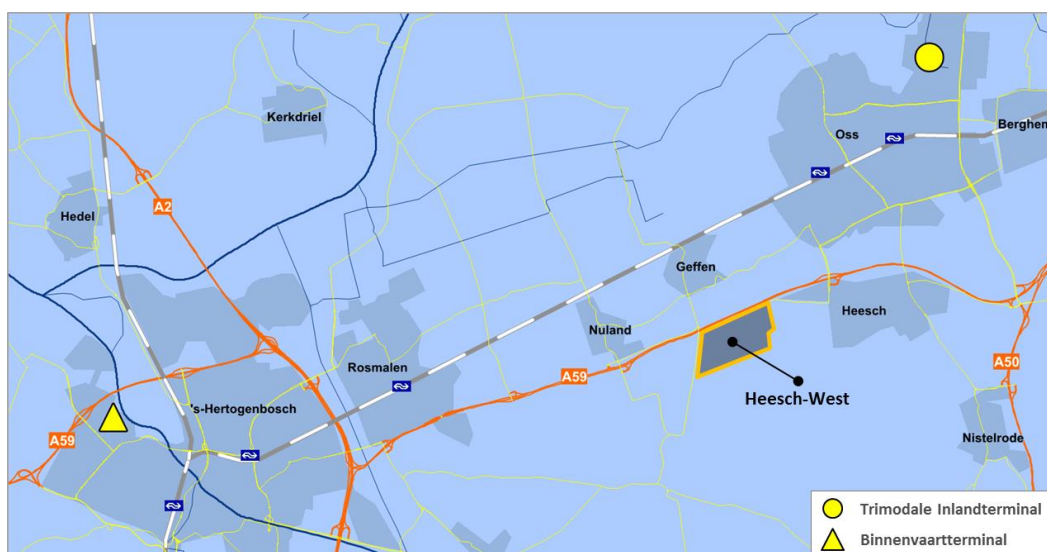 Kerkdriel
Oss
Berghem
A2
Hedel
Geffen
Heesch
Nuland
Rosmalen
A59
A50
Heesch-West
's-Hertogenbosch
A59
Nistelrode
Trimodale Inlandterminal
Binnenvaartterminal